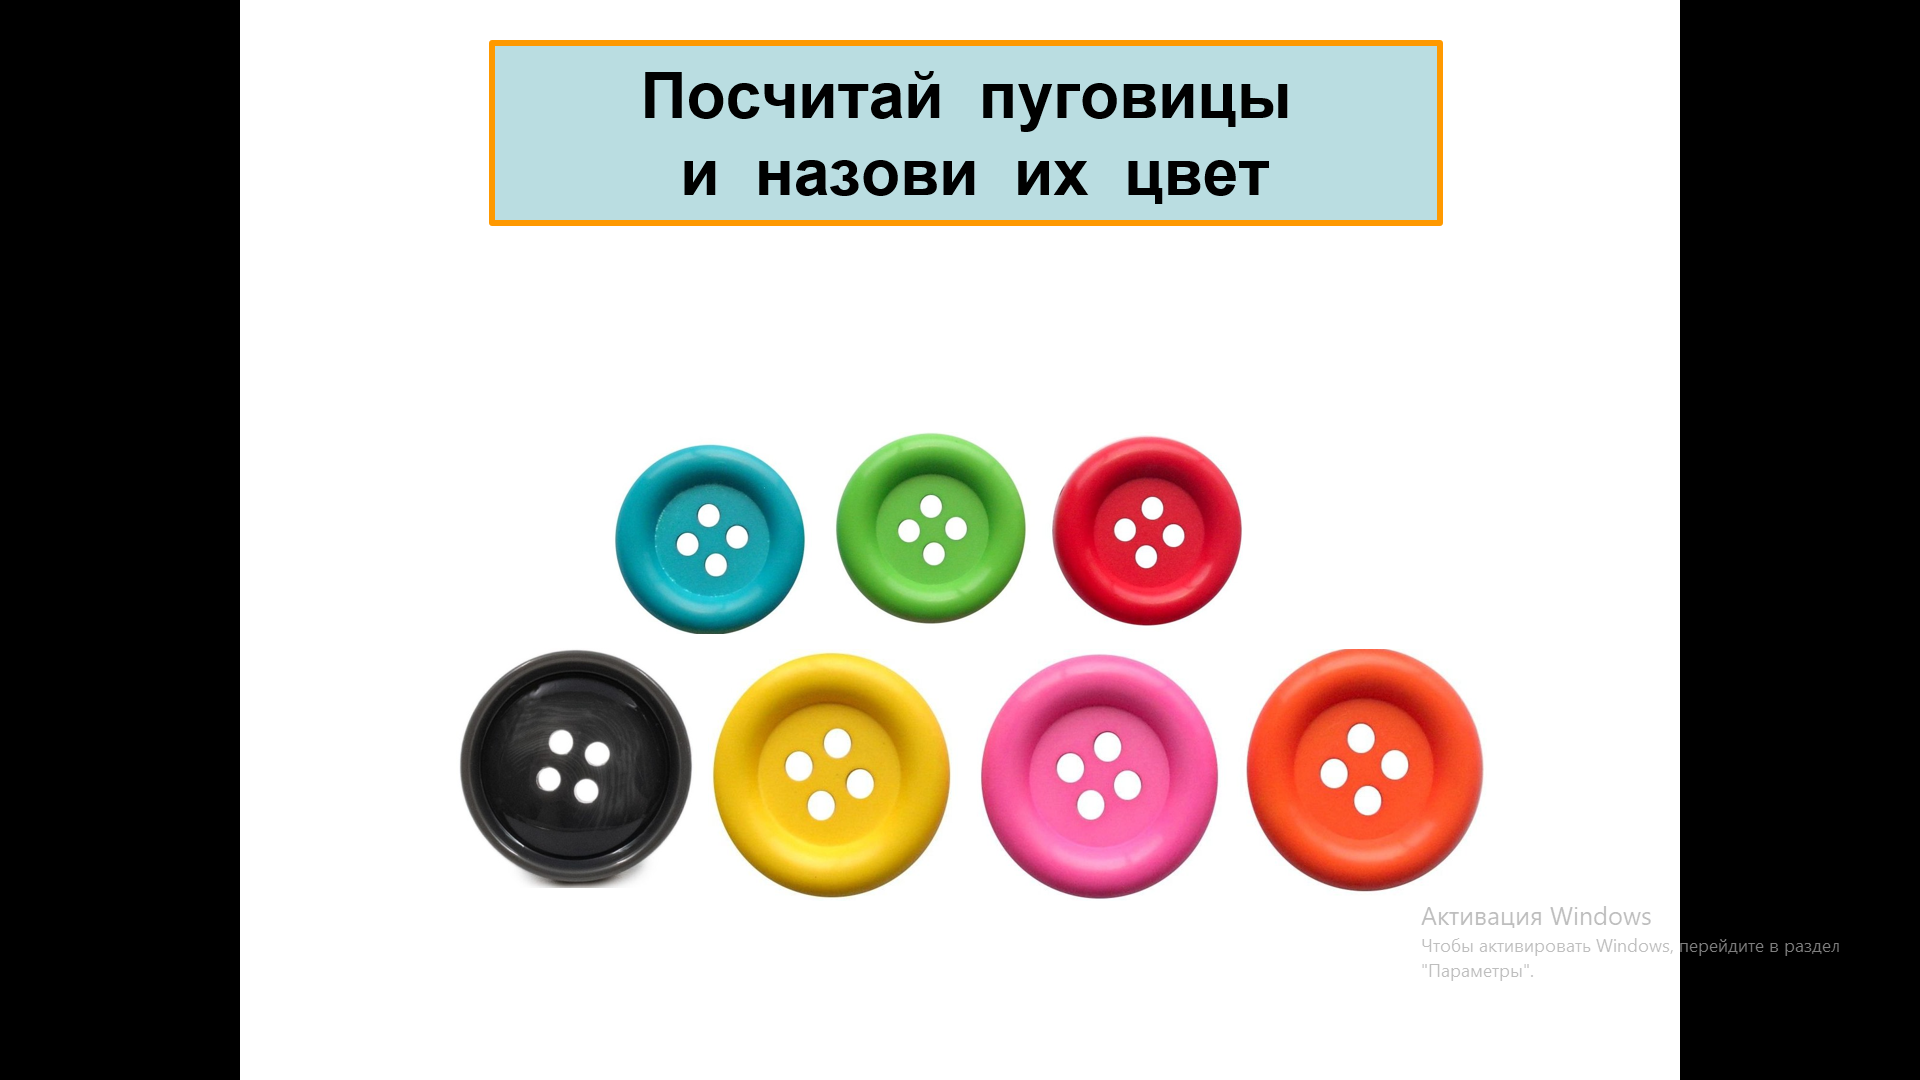 Посчитай пуговицы
и назови их цвет
Активация Windows
Чтобы активировать Windows, перейдите в раздел
"Параметры".